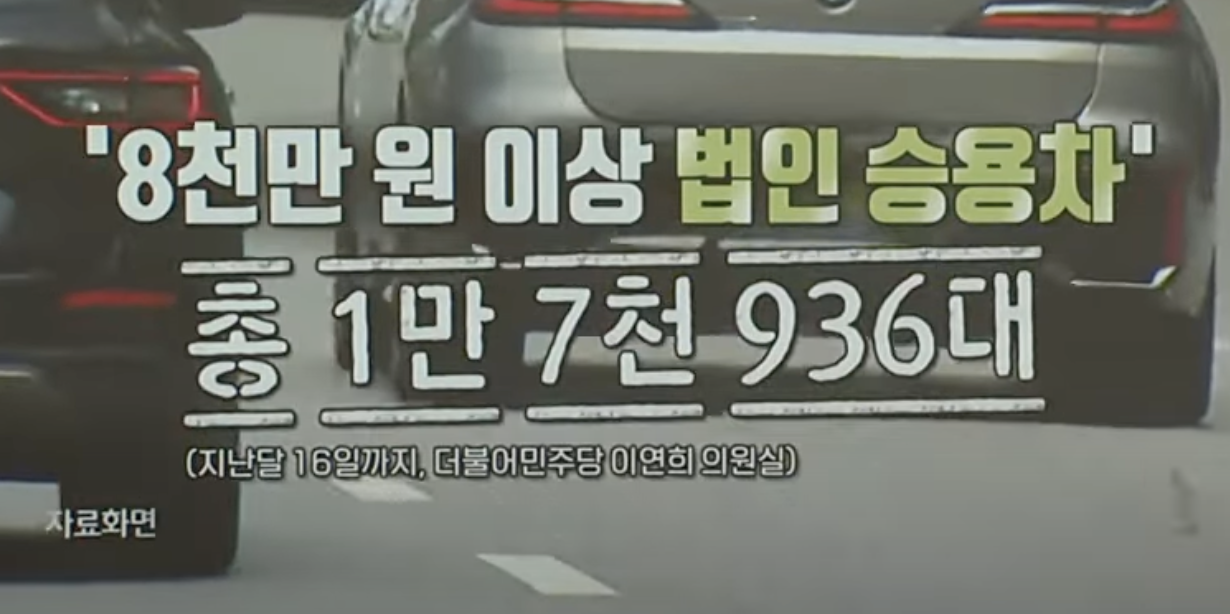 '8천만 원 이상 법인 승용차'
총 1만 7천 936대
(지난달 16일까지, 더불어민주당 이연희 의원실)
자료화면